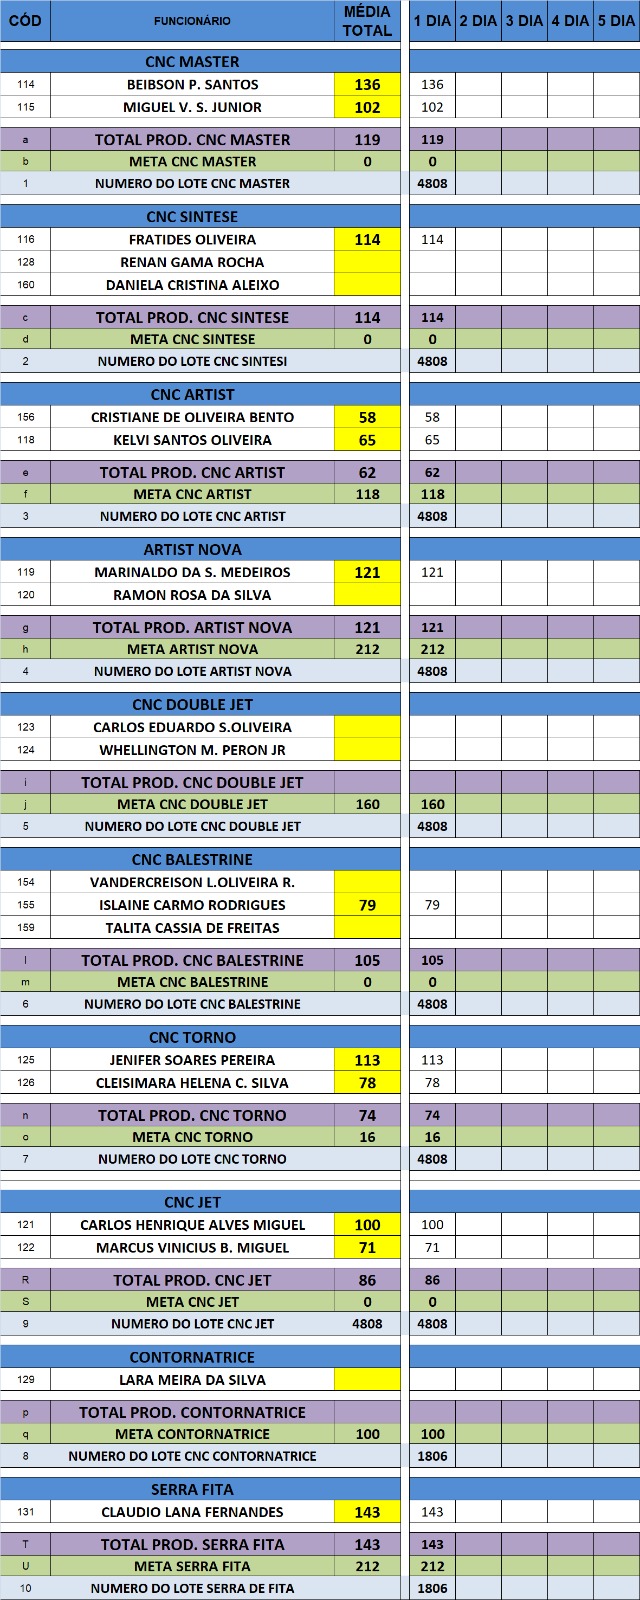 CÓD FUNCIONÁRIO MÉDIA TOTAL 1 DIA 2 DIA 3 DIA 4 DIA 5 DIA
CNC MASTER
114 BEIBSON P. SANTOS 136 136
115 MIGUEL V. S. JUNIOR 102 102
a TOTAL PROD. CNC MASTER 119 119
b META CNC MASTER 0 0
1 NUMERO DO LOTE CNC MASTER 4808
CNC SINTESE
116 FRATIDES OLIVEIRA 114 114
128 RENAN GAMA ROCHA
160 DANIELA CRISTINA ALEIXO
c TOTAL PROD. CNC SINTESE 114 114
d META CNC SINTESE 0 0
2 NUMERO DO LOTE CNC SINTESI 4808
CNC ARTIST
156 CRISTIANE DE OLIVEIRA BENTO 58 58
118 KELVI SANTOS OLIVEIRA 65 65
e TOTAL PROD. CNC ARTIST 62 62
f META CNC ARTIST 118 118
3 NUMERO DO LOTE CNC ARTIST 4808
ARTIST NOVA
119 MARINALDO DA S. MEDEIROS 121 121
120 RAMON ROSA DA SILVA
g TOTAL PROD. ARTIST NOVA 121 121
h META ARTIST NOVA 212 212
4 NUMERO DO LOTE ARTIST NOVA 4808
CNC DOUBLE JET
123 CARLOS EDUARDO S.OLIVEIRA
124 WHELLINGTON M. PERON JR
i TOTAL PROD. CNC DOUBLE JET
j META CNC DOUBLE JET 160 160
5 NUMERO DO LOTE CNC DOUBLE JET 4808
CNC BALESTRINE
154 VANDERCREISON L.OLIVEIRA R.
155 ISLAINE CARMO RODRIGUES 79 79
159 TALITA CASSIA DE FREITAS
l TOTAL PROD. CNC BALESTRINE 105 105
m META CNC BALESTRINE 0 0
6 NUMERO DO LOTE CNC BALESTRINE 4808
CNC TORNO
125 JENIFER SOARES PEREIRA 113 113
126 CLEISIMARA HELENA C. SILVA 78 78
n TOTAL PROD. CNC TORNO 74 74
o META CNC TORNO 16 16
7 NUMERO DO LOTE CNC TORNO 4808
CNC JET
121 CARLOS HENRIQUE ALVES MIGUEL 100 100
122 MARCUS VINICIUS B. MIGUEL 71 71
R TOTAL PROD. CNC JET 86 86
S META CNC JET 0 0
9 NUMERO DO LOTE CNC JET 4808 4808
CONTORNATRICE
129 LARA MEIRA DA SILVA
p TOTAL PROD. CONTORNATRICE
q META CONTORNATRICE 100 100
8 NUMERO DO LOTE CNC CONTORNATRICE 1806
SERRA FITA
131 CLAUDIO LANA FERNANDES 143 143
T TOTAL PROD. SERRA FITA 143 143
U META SERRA FITA 212 212
10 NUMERO DO LOTE SERRA DE FITA 1806